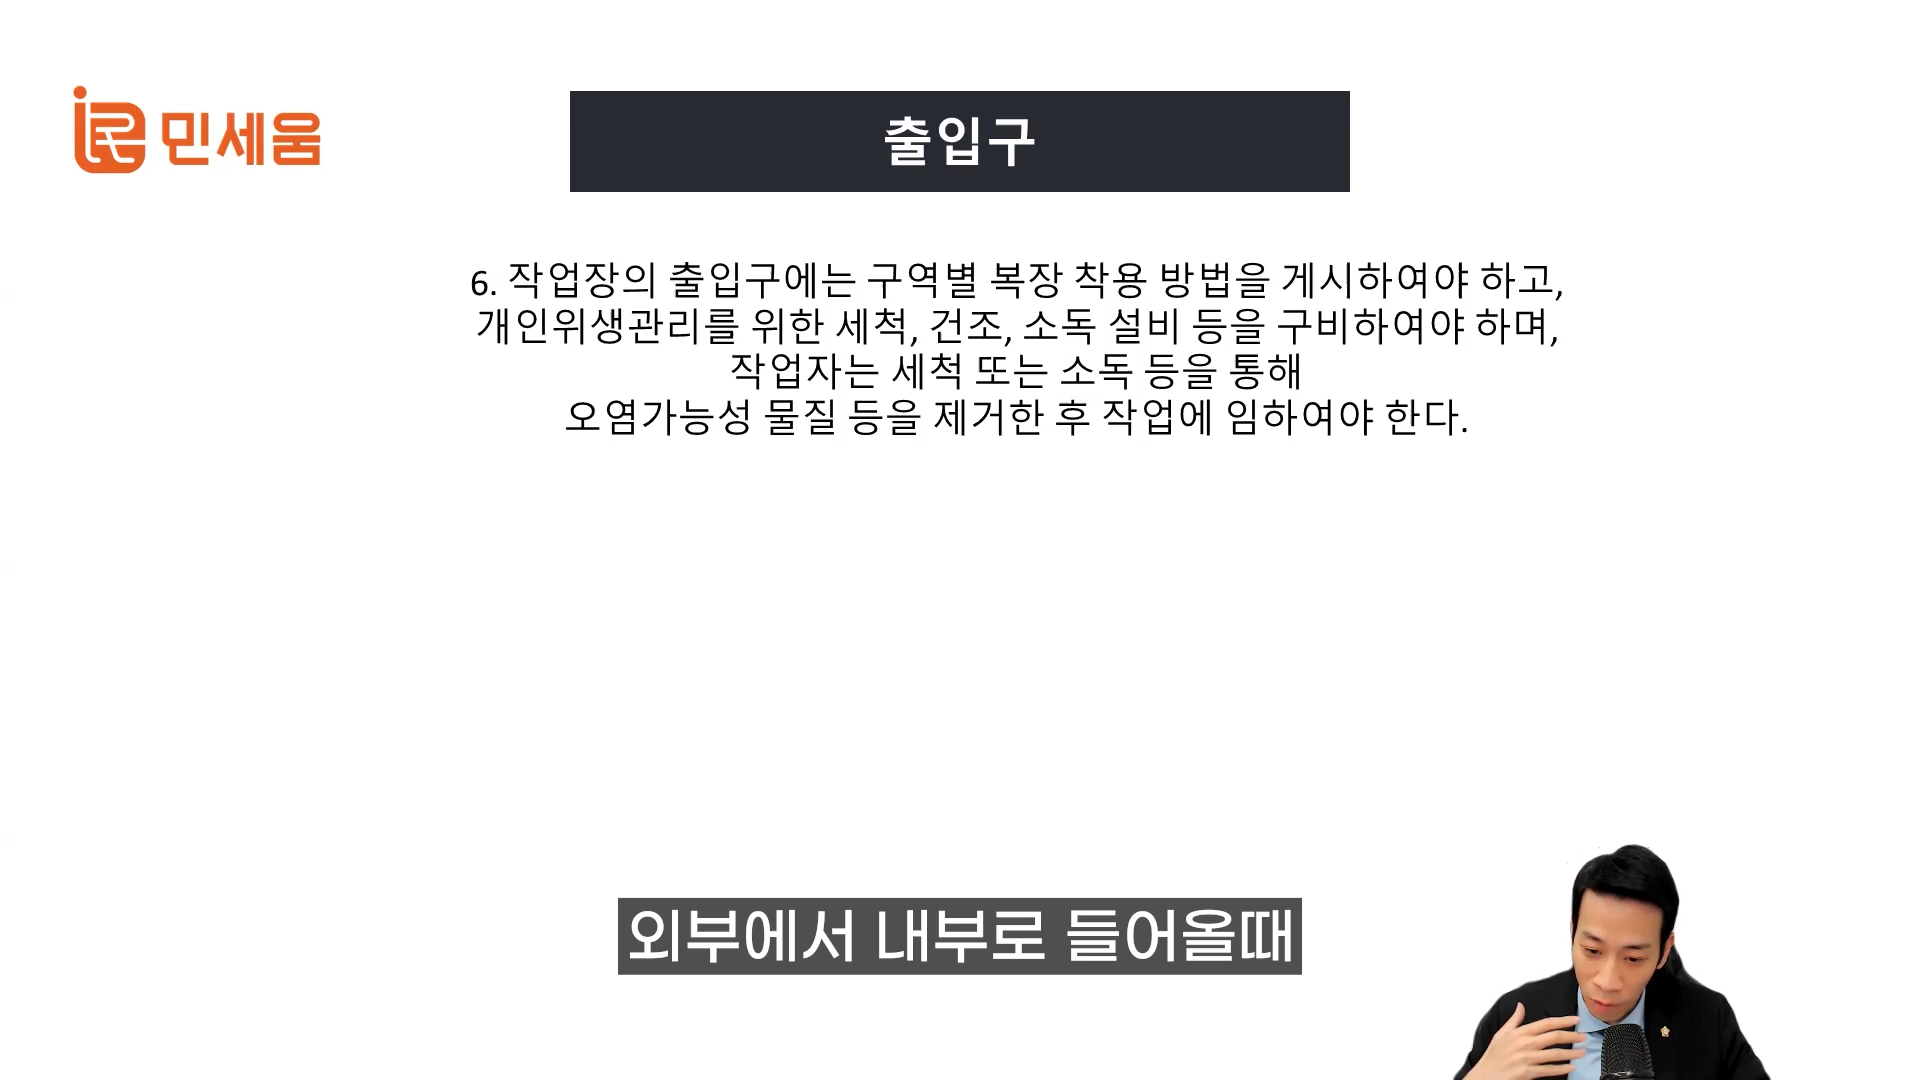 민세움
출입구
6. 작업장의 출입구에는 구역별 복장 착용 방법을 게시하여야 하고,
개인위생관리를 위한 세척, 건조, 소독 설비 등을 구비하여야 하며,
작업자는 세척 또는 소독 등을 통해
오염가능성 물질 등을 제거한 후 작업에 임하여야 한다.
외부에서 내부로 들어올때